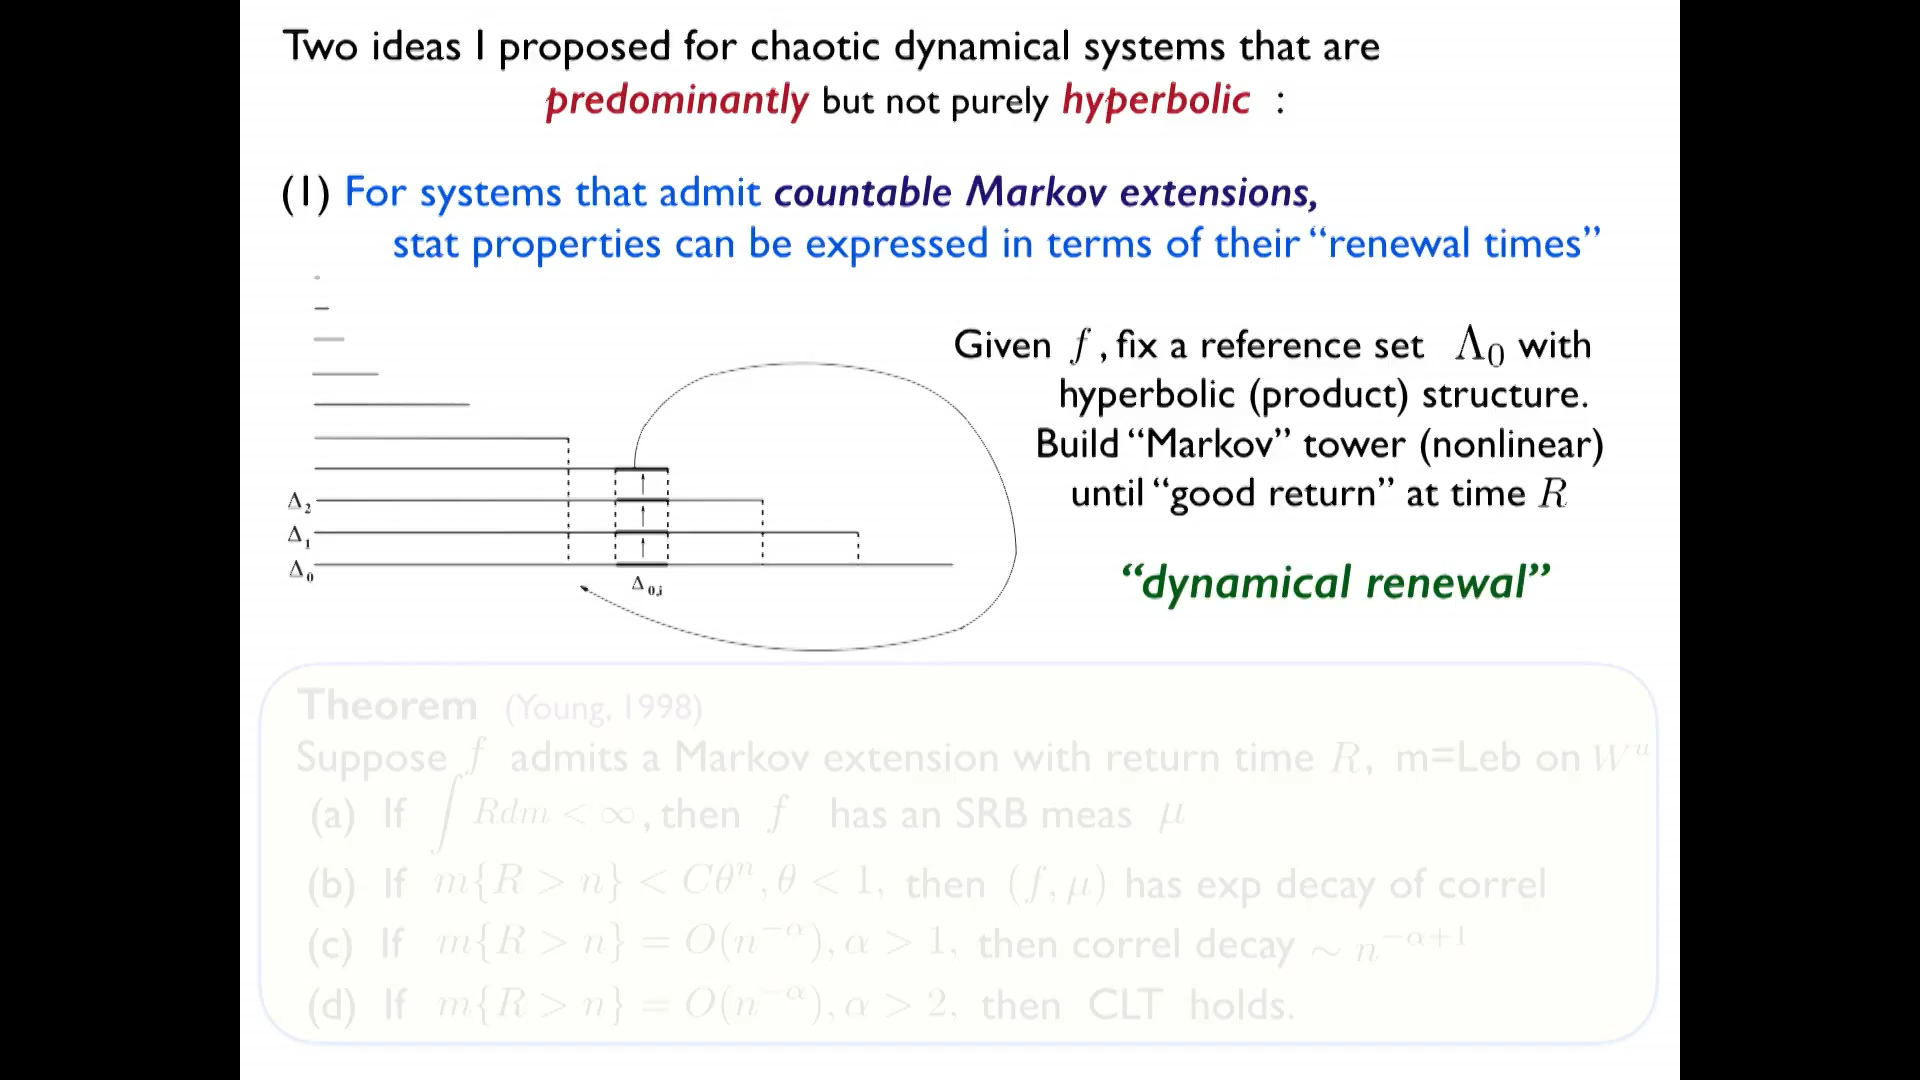 Two ideas I proposed for chaotic dynamical systems that are
predominantly but not purely hyperbolic :
(1) For systems that admit countable Markov extensions,
stat properties can be expressed in terms of their “renewal times”
Given f, fix a reference set Λ₀ with
hyperbolic (product) structure.
Build “Markov” tower (nonlinear)
until “good return” at time R
“dynamical renewal”
Δ₂
Δ₁
Δ₀
Δ₀,ᵢ
Theorem (Young, 1998)
Suppose f admits a Markov extension with return time R, m=Leb on Wᵘ
(a) If ∫ Rdm < ∞, then f has an SRB meas μ
(b) If m{R > n} < Cθⁿ, θ < 1, then (f, μ) has exp decay of correl
(c) If m{R > n} = O(n^{-α}), α > 1, then correl decay ~ n^{-α+1}
(d) If m{R > n} = O(n^{-α}), α > 2, then CLT holds.